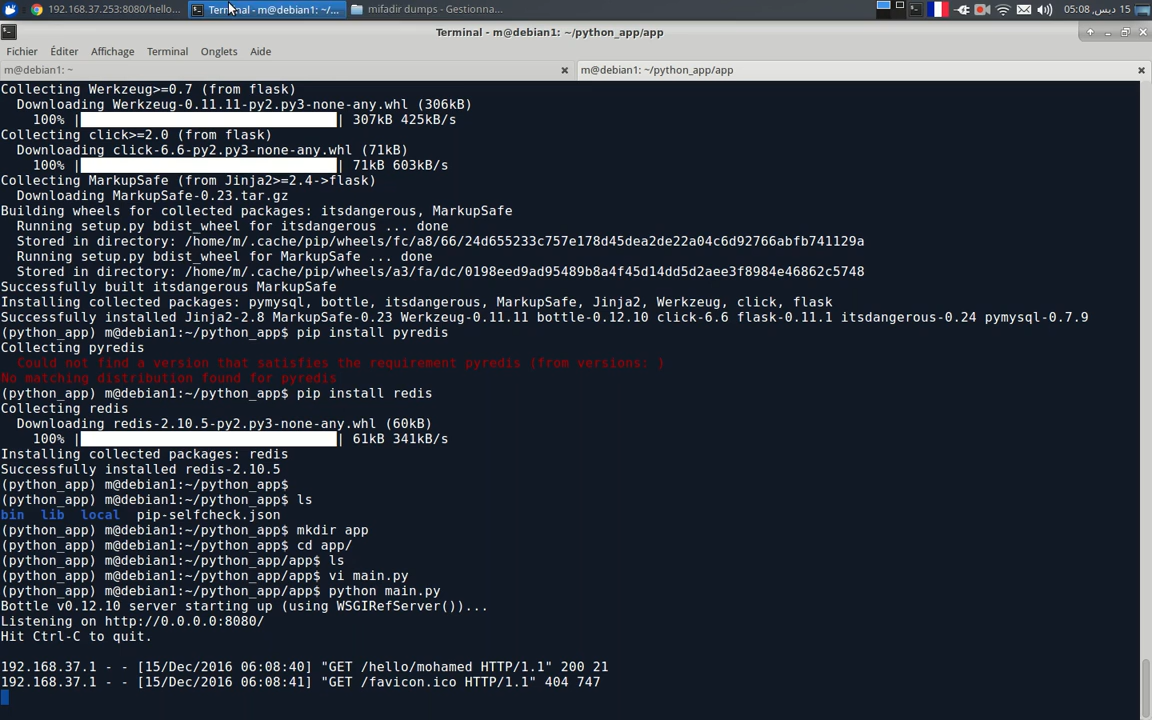 192.168.37.253:8080/hello...
Terminal - m@debian1: ~/...
mifadir dumps - Gestionna...
15 ديس, 05:08
Terminal - m@debian1: ~/python_app/app
Fichier Éditer Affichage Terminal Onglets Aide
m@debian1: ~
m@debian1: ~/python_app/app
Collecting Werkzeug>=0.7 (from flask)
Downloading Werkzeug-0.11.11-py2.py3-none-any.whl (306kB)
100% | | 307kB 425kB/s
Collecting click>=2.0 (from flask)
Downloading click-6.6-py2.py3-none-any.whl (71kB)
100% | | 71kB 603kB/s
Collecting MarkupSafe (from Jinja2>=2.4->flask)
Downloading MarkupSafe-0.23.tar.gz
Building wheels for collected packages: itsdangerous, MarkupSafe
Running setup.py bdist_wheel for itsdangerous ... done
Stored in directory: /home/m/.cache/pip/wheels/fc/a8/66/24d655233c757e178d45dea2de22a04c6d92766abfb741129a
Running setup.py bdist_wheel for MarkupSafe ... done
Stored in directory: /home/m/.cache/pip/wheels/a3/fa/dc/0198eed9ad95489b8a4f45d14dd5d2aee3f8984e46862c5748
Successfully built itsdangerous MarkupSafe
Installing collected packages: pymysql, bottle, itsdangerous, MarkupSafe, Jinja2, Werkzeug, click, flask
Successfully installed Jinja2-2.8 MarkupSafe-0.23 Werkzeug-0.11.11 bottle-0.12.10 click-6.6 flask-0.11.1 itsdangerous-0.24 pymysql-0.7.9
(python_app) m@debian1:~/python_app$ pip install pyredis
Collecting pyredis
Could not find a version that satisfies the requirement pyredis (from versions: )
No matching distribution found for pyredis
(python_app) m@debian1:~/python_app$ pip install redis
Collecting redis
Downloading redis-2.10.5-py2.py3-none-any.whl (60kB)
100% | | 61kB 341kB/s
Installing collected packages: redis
Successfully installed redis-2.10.5
(python_app) m@debian1:~/python_app$
(python_app) m@debian1:~/python_app$ ls
bin lib local pip-selfcheck.json
(python_app) m@debian1:~/python_app$ mkdir app
(python_app) m@debian1:~/python_app$ cd app/
(python_app) m@debian1:~/python_app/app$ ls
(python_app) m@debian1:~/python_app/app$ vi main.py
(python_app) m@debian1:~/python_app/app$ python main.py
Bottle v0.12.10 server starting up (using WSGIRefServer())...
Listening on http://0.0.0.0:8080/
Hit Ctrl-C to quit.
192.168.37.1 - - [15/Dec/2016 06:08:40] "GET /hello/mohamed HTTP/1.1" 200 21
192.168.37.1 - - [15/Dec/2016 06:08:41] "GET /favicon.ico HTTP/1.1" 404 747